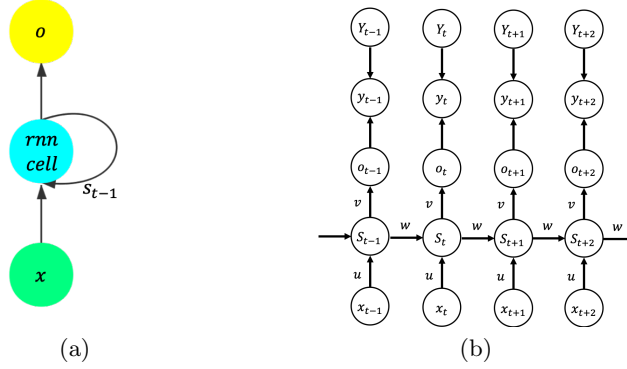 o
rnn
cell
s_{t-1}
x
(a)
Y_{t-1} Y_t Y_{t+1} Y_{t+2}
y_{t-1} y_t y_{t+1} y_{t+2}
o_{t-1} o_t o_{t+1} o_{t+2}
v v v v
w w w w
S_{t-1} S_t S_{t+1} S_{t+2}
u u u u
x_{t-1} x_t x_{t+1} x_{t+2}
(b)